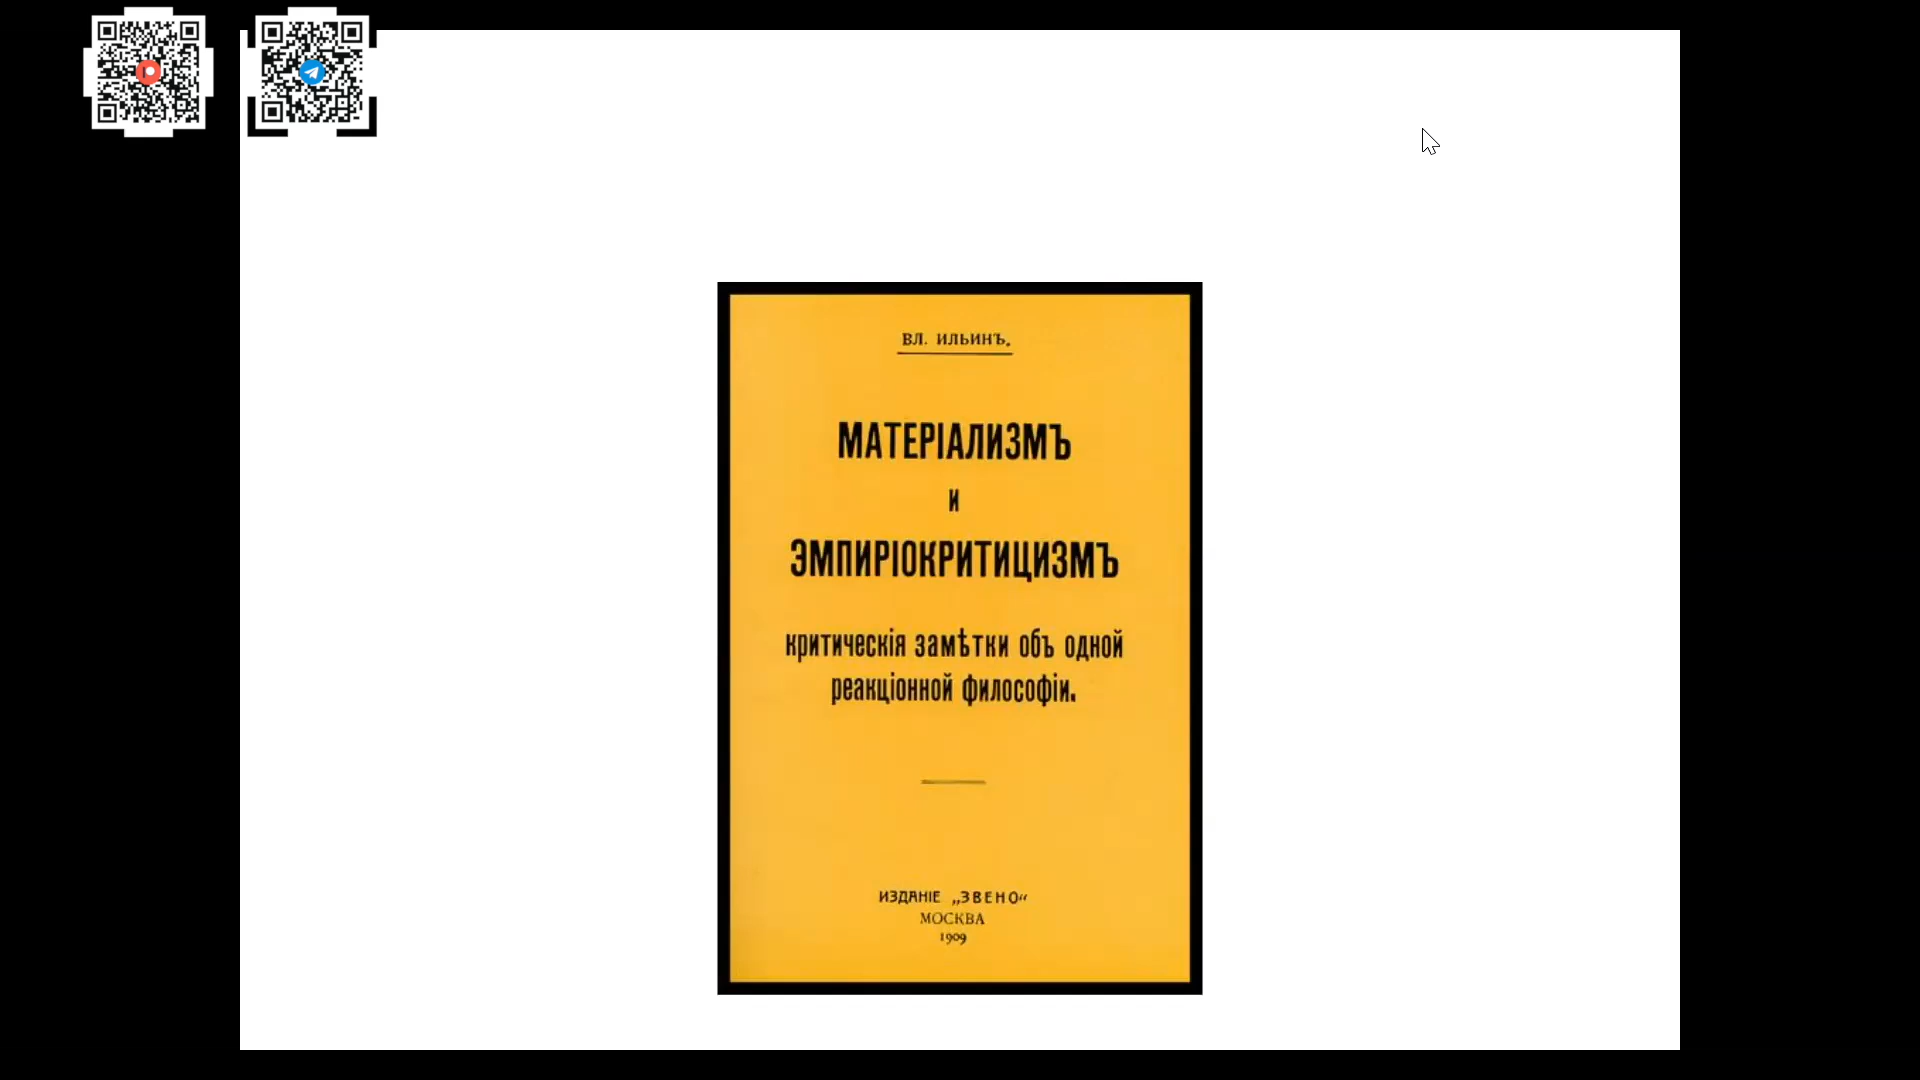 ВЛ. ИЛЬИНЪ.
МАТЕРІАЛИЗМЪ
и
ЭМПИРІОКРИТИЦИЗМЪ
критическія замѣтки объ одной
реакціонной философіи.
ИЗДАНІЕ „ЗВЕНО“
МОСКВА
1909